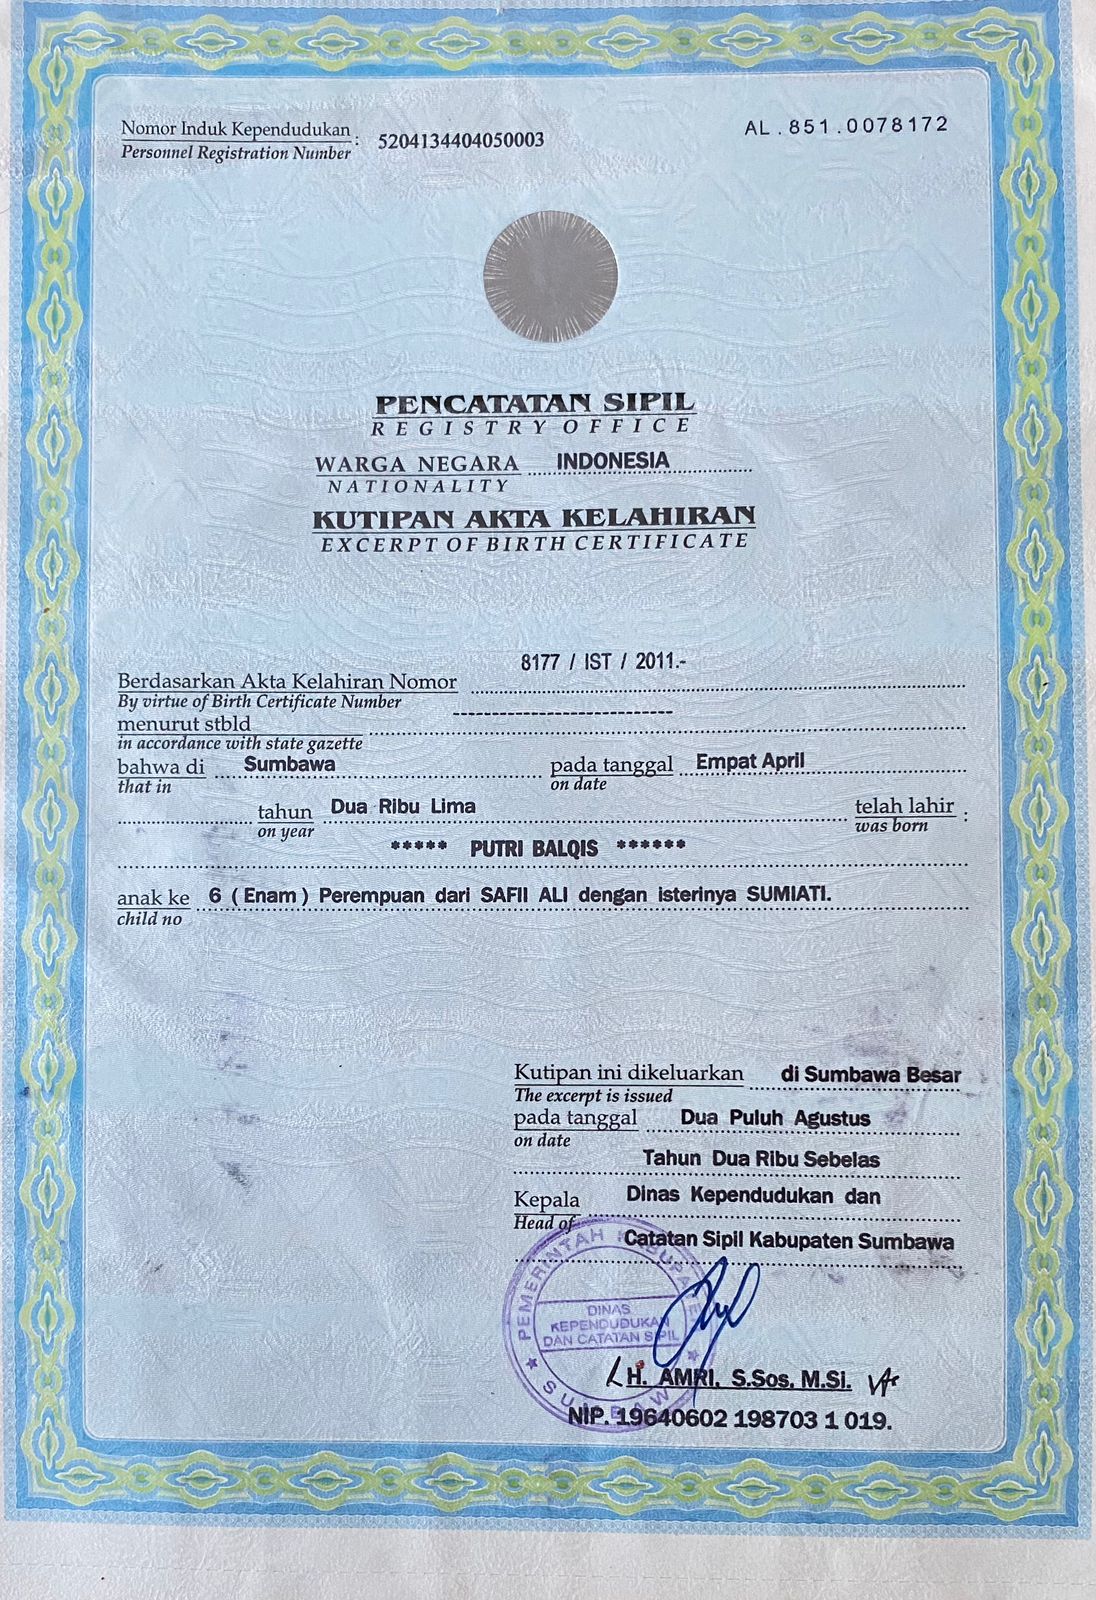 Nomor Induk Kependudukan : 5204134404050003
Personnel Registration Number
AL . 851 . 0078172
PENCATATAN SIPIL
REGISTRY OFFICE
WARGA NEGARA INDONESIA
NATIONALITY
KUTIPAN AKTA KELAHIRAN
EXCERPT OF BIRTH CERTIFICATE
8177 / IST / 2011.-
Berdasarkan Akta Kelahiran Nomor
By virtue of Birth Certificate Number
menurut stbld ---------------------------
in accordance with state gazette
bahwa di Sumbawa pada tanggal Empat April
that in on date
tahun Dua Ribu Lima telah lahir :
on year was born
***** PUTRI BALQIS ******
anak ke 6 ( Enam ) Perempuan dari SAFII ALI dengan isterinya SUMIATI.
child no
Kutipan ini dikeluarkan di Sumbawa Besar
The excerpt is issued
pada tanggal Dua Puluh Agustus
on date
Tahun Dua Ribu Sebelas
Kepala Dinas Kependudukan dan
Head of
Catatan Sipil Kabupaten Sumbawa
PEMERINTAH KABUPATEN
DINAS
KEPENDUDUKAN
DAN CATATAN SIPIL
SUMBAWA
H. AMRI, S.Sos, M.Si.
NIP. 19640602 198703 1 019.